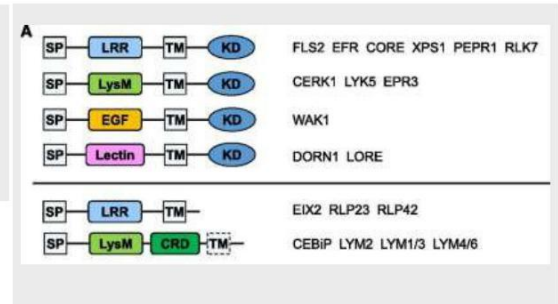 A
SP LRR TM KD FLS2 EFR CORE XPS1 PEPR1 RLK7
SP LysM TM KD CERK1 LYK5 EPR3
SP EGF TM KD WAK1
SP Lectin TM KD DORN1 LORE
SP LRR TM EIX2 RLP23 RLP42
SP LysM CRD TM CEBiP LYM2 LYM1/3 LYM4/6